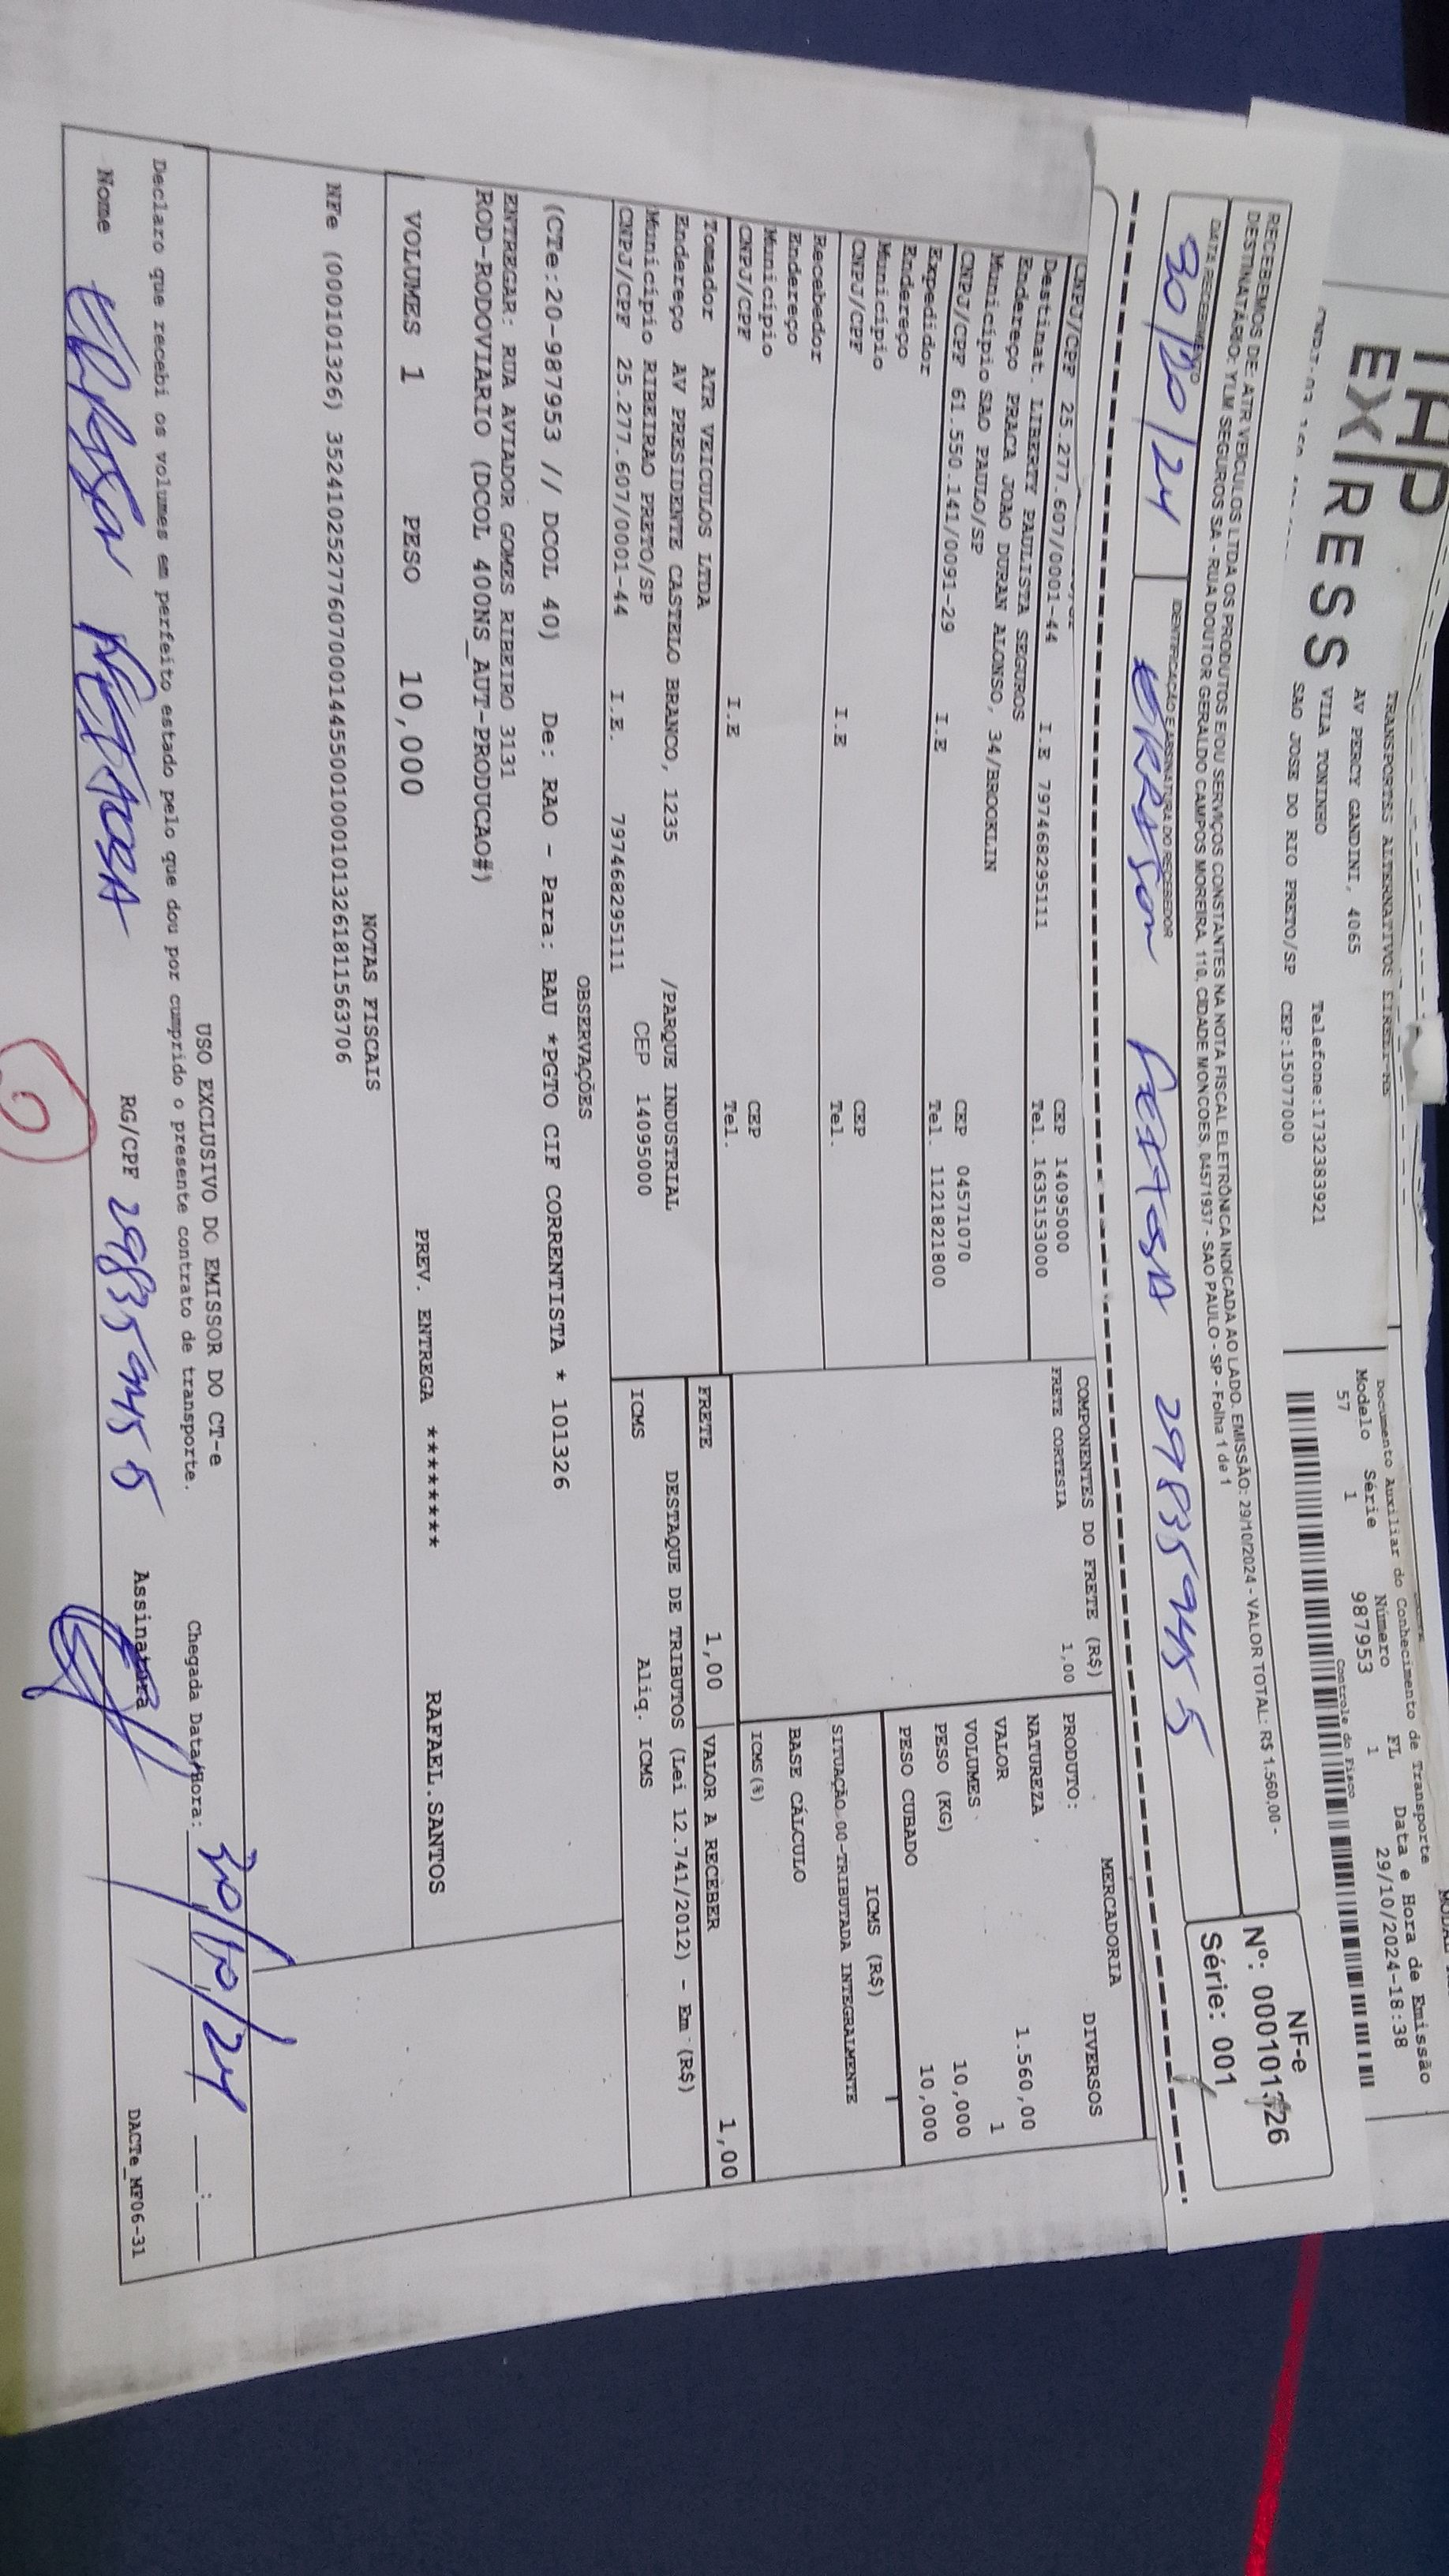 TRANSPORTES ALTERNATIVOS
TAP
EX/RESS
AV PERCY GANDINI, 4065
VILA TONINHO
SAO JOSE DO RIO PRETO/SP CEP:15077000
Telefone:1732383921
Documento Auxiliar do Conhecimento de Transporte
Modelo Série Número FL Data e Hora de Emissão
57 1 987953 1 29/10/2024-18:38
Controle do Fisco
RECEBEMOS DE: ATR VEICULOS LTDA OS PRODUTOS E/OU SERVIÇOS CONSTANTES NA NOTA FISCAL ELETRÔNICA INDICADA AO LADO. EMISSÃO: 29/10/2024 - VALOR TOTAL: R$ 1.560,00 -
DESTINATÁRIO: YLM SEGUROS SA - RUA DOUTOR GERALDO CAMPOS MOREIRA, 110, CIDADE MONCOES, 04571937 - SAO PAULO - SP - Folha 1 de 1
DATA RECEBIMENTO IDENTIFICAÇÃO E ASSINATURA DO RECEBEDOR
30/10/24 298359455
NF-e
Nº: 000101326
Série: 001
CNPJ/CPF 25.277.607/0001-44 I.E 797468295111 CEP 14095000
Tel. 1635153000
Destinat. LIBERTY PAULISTA SEGUROS
Endereço PRACA JOAO DURAN ALONSO, 34/BROOKLIN
Município SAO PAULO/SP CEP 04571070
CNPJ/CPF 61.550.141/0091-29 I.E Tel. 1121821800
Expedidor
Endereço
Município CEP
CNPJ/CPF I.E Tel.
Recebedor
Endereço
Município CEP
CNPJ/CPF I.E Tel.
Tomador ATR VEICULOS LTDA
Endereço AV PRESIDENTE CASTELO BRANCO, 1235 /PARQUE INDUSTRIAL
Município RIBEIRAO PRETO/SP CEP 14095000
CNPJ/CPF 25.277.607/0001-44 I.E. 797468295111
COMPONENTES DO FRETE (R$)
FRETE CORTESIA 1,00
MERCADORIA
PRODUTO: DIVERSOS
NATUREZA
VALOR 1.560,00
VOLUMES 1
PESO (KG) 10,000
PESO CUBADO 10,000
ICMS (R$)
SITUAÇÃO 00-TRIBUTADA INTEGRALMENTE
BASE CÁLCULO
ICMS(%)
FRETE 1,00 VALOR A RECEBER 1,00
DESTAQUE DE TRIBUTOS (Lei 12.741/2012) - Em (R$)
ICMS Aliq. ICMS
OBSERVAÇÕES
(CTe:20-987953 // DCOL 40) De: RAO - Para: BAU *PGTO CIF CORRENTISTA * 101326
ENTREGAR: RUA AVIADOR GOMES RIBEIRO 3131
ROD-RODOVIARIO (DCOL 400NS_AUT-PRODUCAO#)
VOLUMES 1 PESO 10,000 PREV. ENTREGA ******** RAFAEL.SANTOS
NOTAS FISCAIS
NFe (000101326) 35241025277607000144550010001013261811563706
USO EXCLUSIVO DO EMISSOR DO CT-e
Declaro que recebi os volumes em perfeito estado pelo que dou por cumprido o presente contrato de transporte.
Chegada Data/Hora: 30/10/24 __:__
Nome RG/CPF 298359455 Assinatura
DACTe_MF06-31